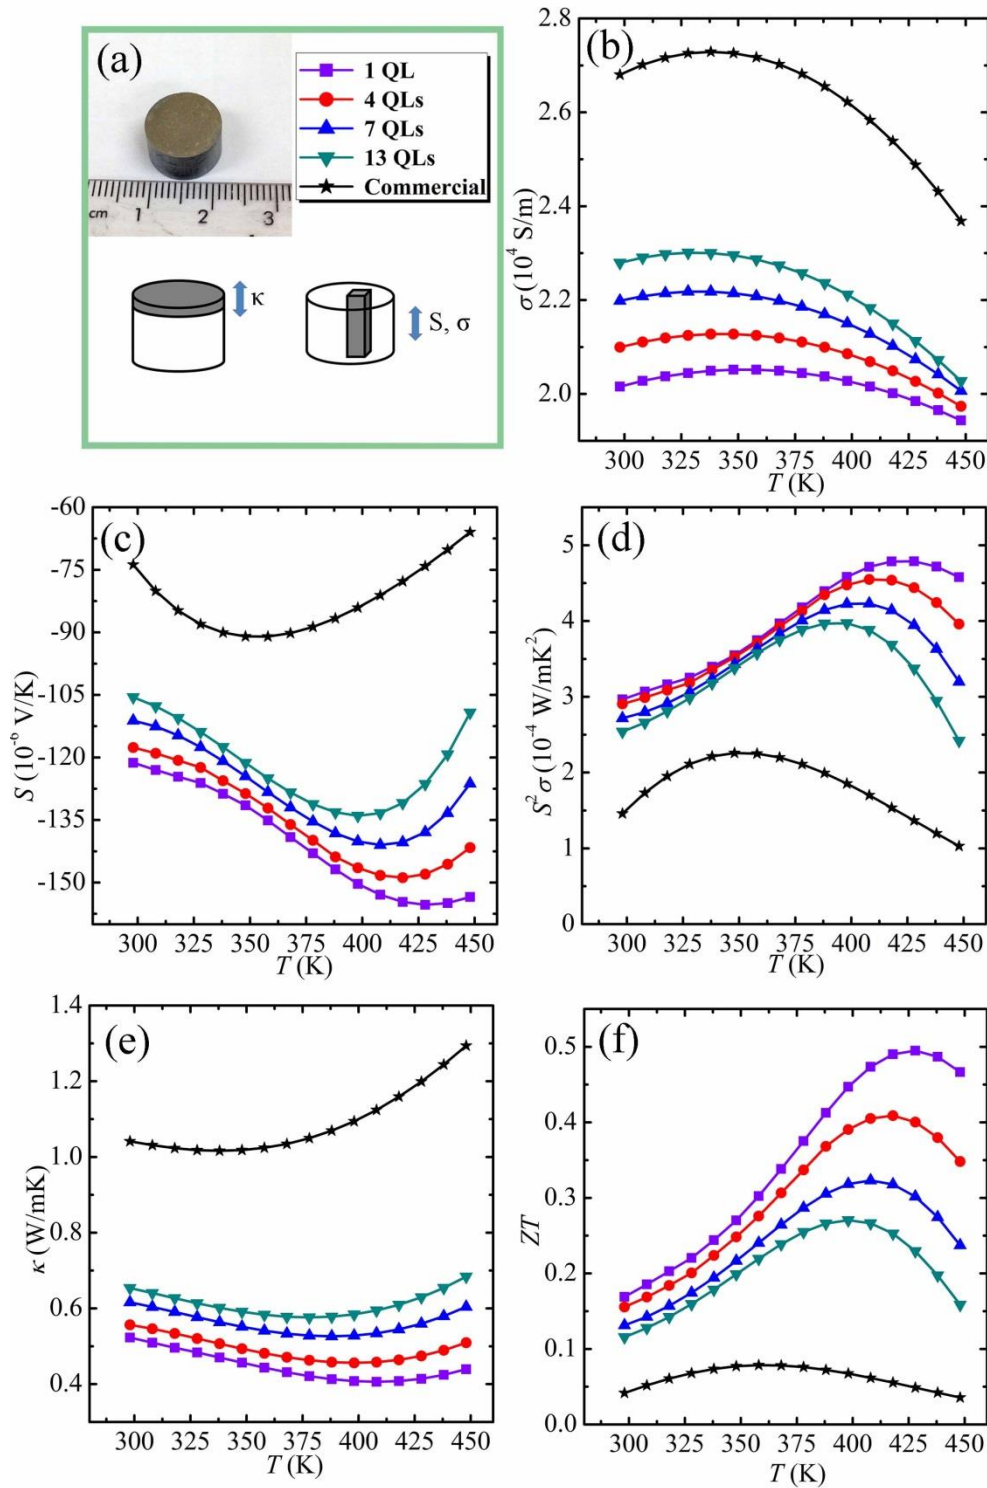 (a)
1 QL
4 QLs
7 QLs
13 QLs
Commercial
cm 1 2 3
κ
S, σ
(b)
σ (10⁴ S/m)
2.8
2.6
2.4
2.2
2.0
300 325 350 375 400 425 450
T (K)
(c)
S (10⁻⁶ V/K)
-60
-75
-90
-105
-120
-135
-150
300 325 350 375 400 425 450
T (K)
(d)
S²σ (10⁻⁴ W/mK²)
5
4
3
2
1
0
300 325 350 375 400 425 450
T (K)
(e)
κ (W/mK)
1.4
1.2
1.0
0.8
0.6
0.4
300 325 350 375 400 425 450
T (K)
(f)
ZT
0.5
0.4
0.3
0.2
0.1
0.0
300 325 350 375 400 425 450
T (K)